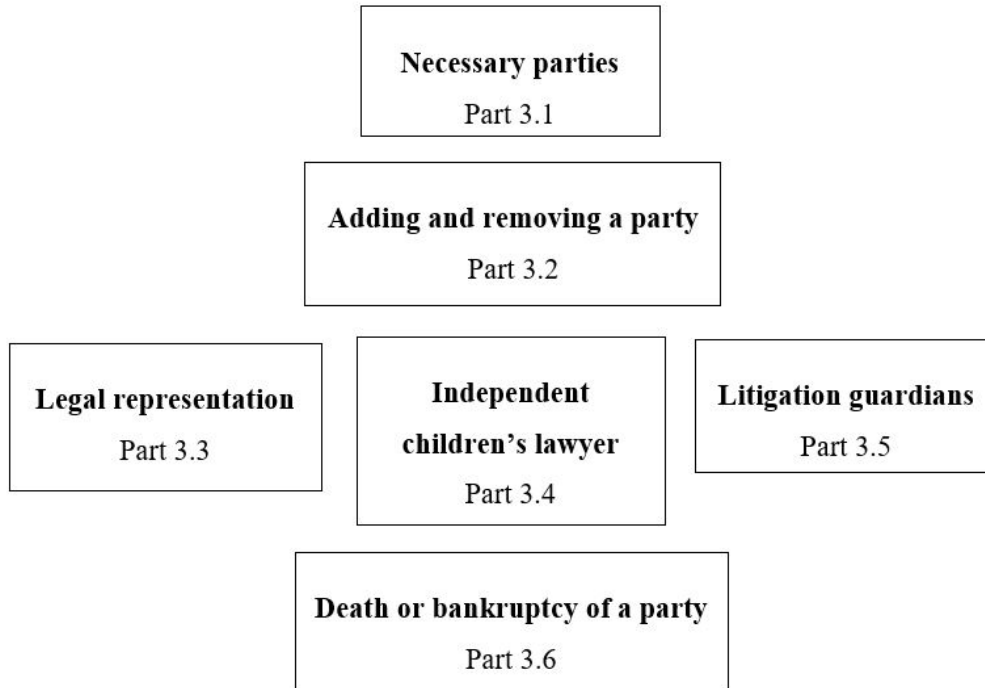 Necessary parties
Part 3.1
Adding and removing a party
Part 3.2
Legal representation
Part 3.3
Independent
children’s lawyer
Part 3.4
Litigation guardians
Part 3.5
Death or bankruptcy of a party
Part 3.6